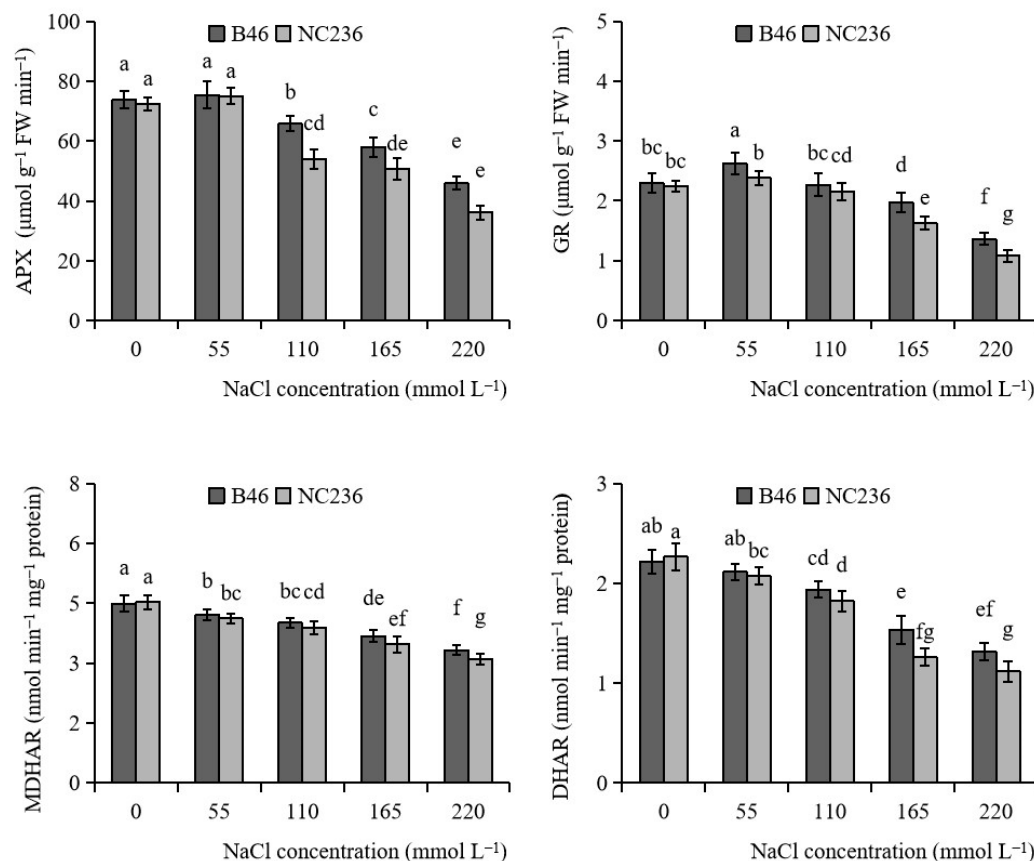 100
80
60
40
20
0
APX (µmol g⁻¹ FW min⁻¹)
B46 NC236
a a a a b cd c de e e
0 55 110 165 220
NaCl concentration (mmol L⁻¹)
5
4
3
2
1
0
GR (µmol g⁻¹ FW min⁻¹)
B46 NC236
bc bc a b bc cd d e f g
0 55 110 165 220
NaCl concentration (mmol L⁻¹)
8
6
5
3
2
0
MDHAR (nmol min⁻¹ mg⁻¹ protein)
B46 NC236
a a b bc bc cd de ef f g
0 55 110 165 220
NaCl concentration (mmol L⁻¹)
3
2
1
0
DHAR (nmol min⁻¹ mg⁻¹ protein)
B46 NC236
ab a ab bc cd d e fg ef g
0 55 110 165 220
NaCl concentration (mmol L⁻¹)